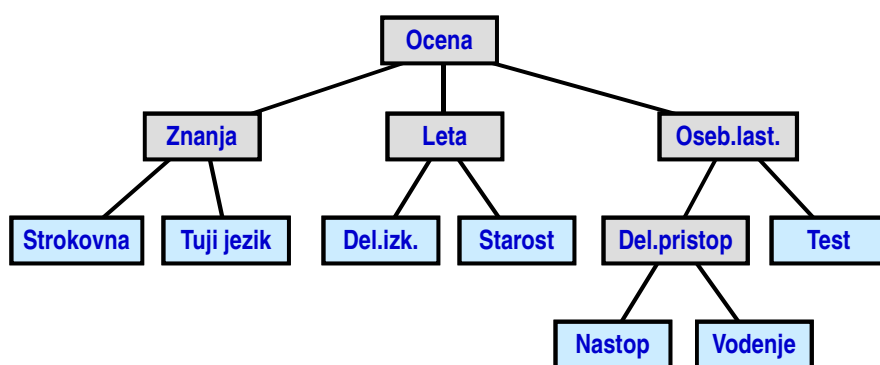 Ocena
Znanja
Leta
Oseb.last.
Strokovna
Tuji jezik
Del.izk.
Starost
Del.pristop
Test
Nastop
Vodenje